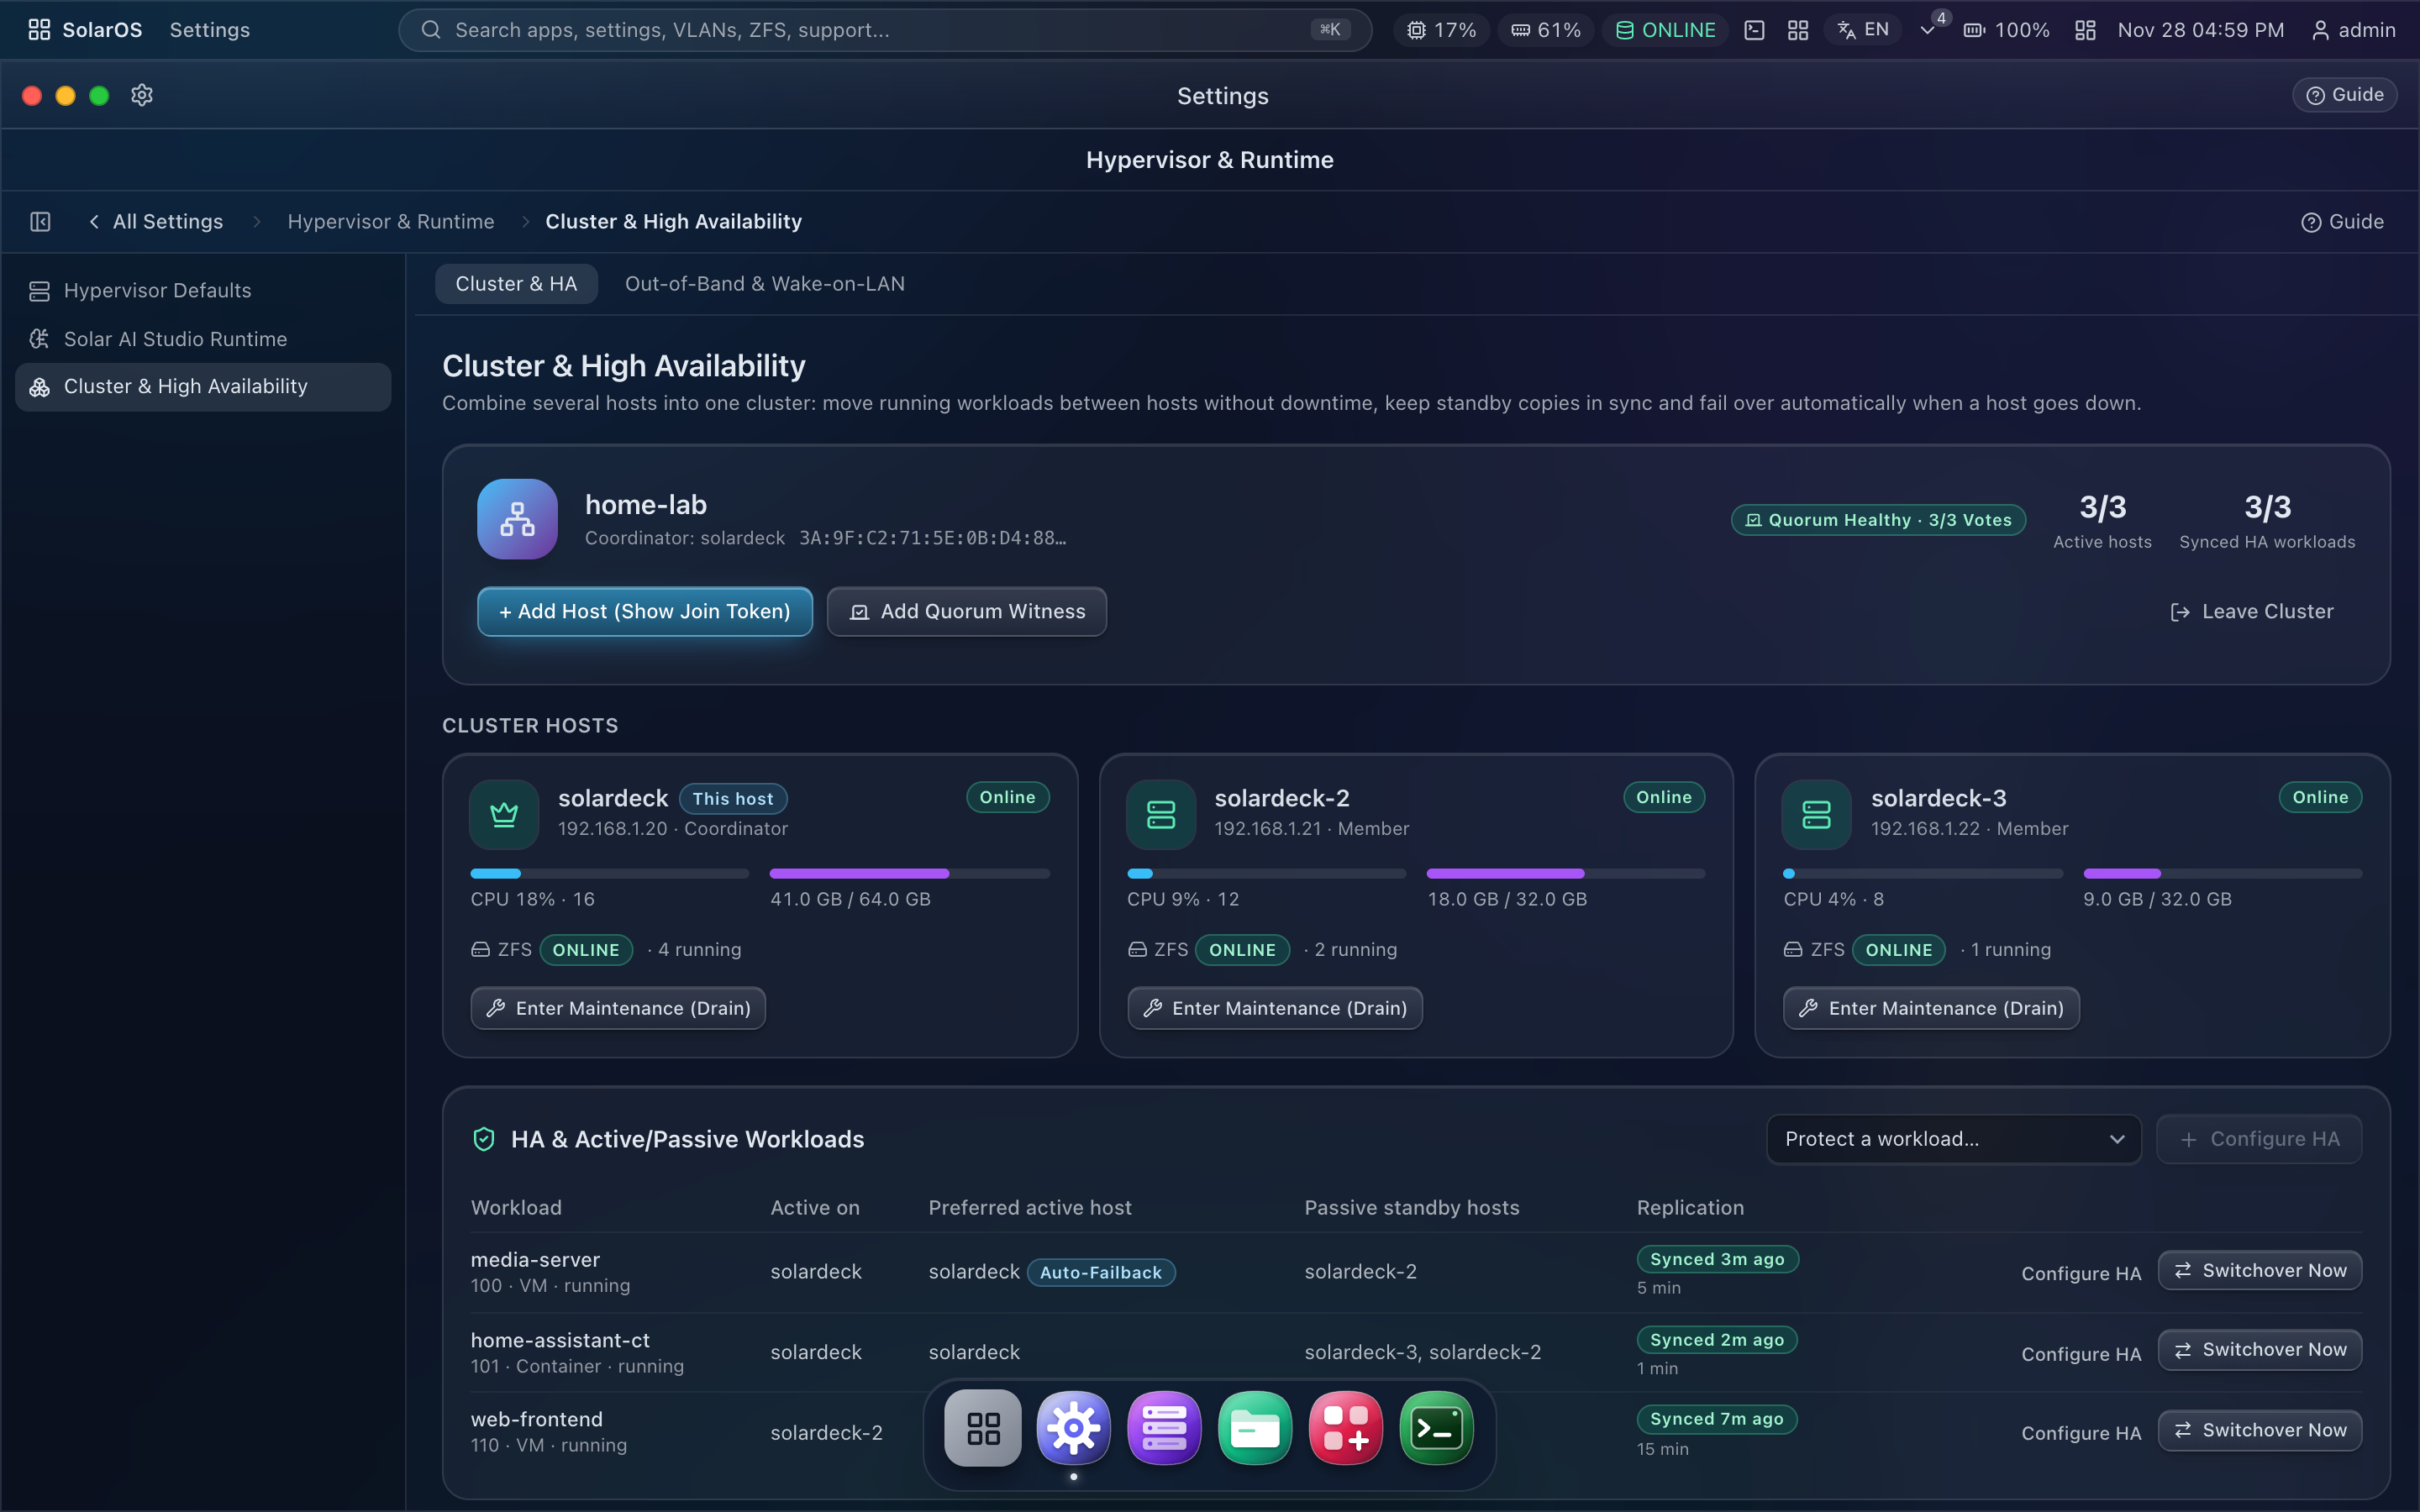 SolarOS Settings Search apps, settings, VLANs, ZFS, support... ⌘K 17% 61% ONLINE EN 4 100% Nov 28 04:59 PM admin
Settings Guide
Hypervisor & Runtime
All Settings Hypervisor & Runtime Cluster & High Availability Guide
Hypervisor Defaults
Solar AI Studio Runtime
Cluster & High Availability
Cluster & HA Out-of-Band & Wake-on-LAN
Cluster & High Availability
Combine several hosts into one cluster: move running workloads between hosts without downtime, keep standby copies in sync and fail over automatically when a host goes down.
home-lab
Coordinator: solardeck 3A:9F:C2:71:5E:0B:D4:88…
Quorum Healthy · 3/3 Votes
3/3
Active hosts
3/3
Synced HA workloads
+ Add Host (Show Join Token) Add Quorum Witness Leave Cluster
CLUSTER HOSTS
solardeck This host Online
192.168.1.20 · Coordinator
CPU 18% · 16 41.0 GB / 64.0 GB
ZFS ONLINE · 4 running
Enter Maintenance (Drain)
solardeck-2 Online
192.168.1.21 · Member
CPU 9% · 12 18.0 GB / 32.0 GB
ZFS ONLINE · 2 running
Enter Maintenance (Drain)
solardeck-3 Online
192.168.1.22 · Member
CPU 4% · 8 9.0 GB / 32.0 GB
ZFS ONLINE · 1 running
Enter Maintenance (Drain)
HA & Active/Passive Workloads Protect a workload... + Configure HA
Workload Active on Preferred active host Passive standby hosts Replication
media-server
100 · VM · running
solardeck solardeck Auto-Failback solardeck-2
Synced 3m ago
5 min
Configure HA Switchover Now
home-assistant-ct
101 · Container · running
solardeck solardeck solardeck-3, solardeck-2
Synced 2m ago
1 min
Configure HA Switchover Now
web-frontend
110 · VM · running
solardeck-2
Synced 7m ago
15 min
Configure HA Switchover Now